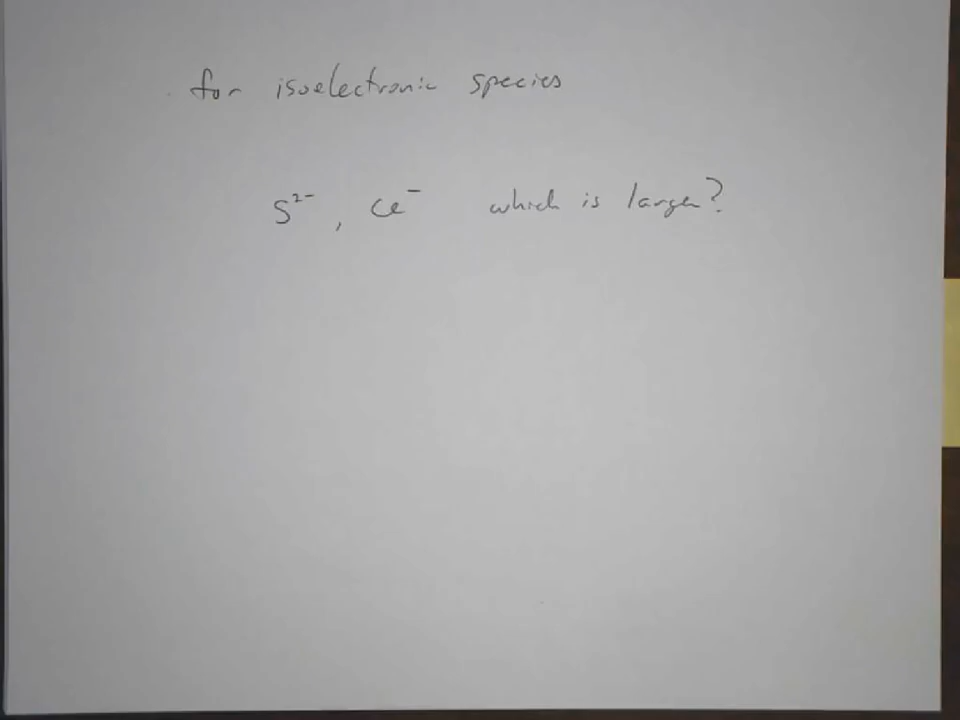 for isoelectronic species
S²⁻, Cl⁻ which is larger?